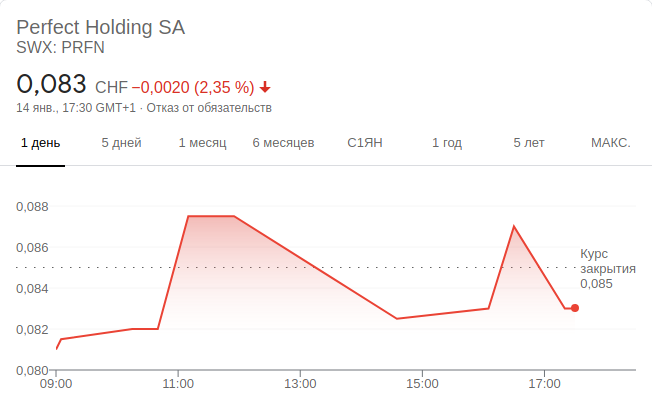 Perfect Holding SA
SWX: PRFN
0,083 CHF −0,0020 (2,35 %)
14 янв., 17:30 GMT+1 · Отказ от обязательств
1 день 5 дней 1 месяц 6 месяцев С1ЯН 1 год 5 лет МАКС.
0,088
0,086
0,084
0,082
0,080
Курс
закрытия
0,085
09:00 11:00 13:00 15:00 17:00